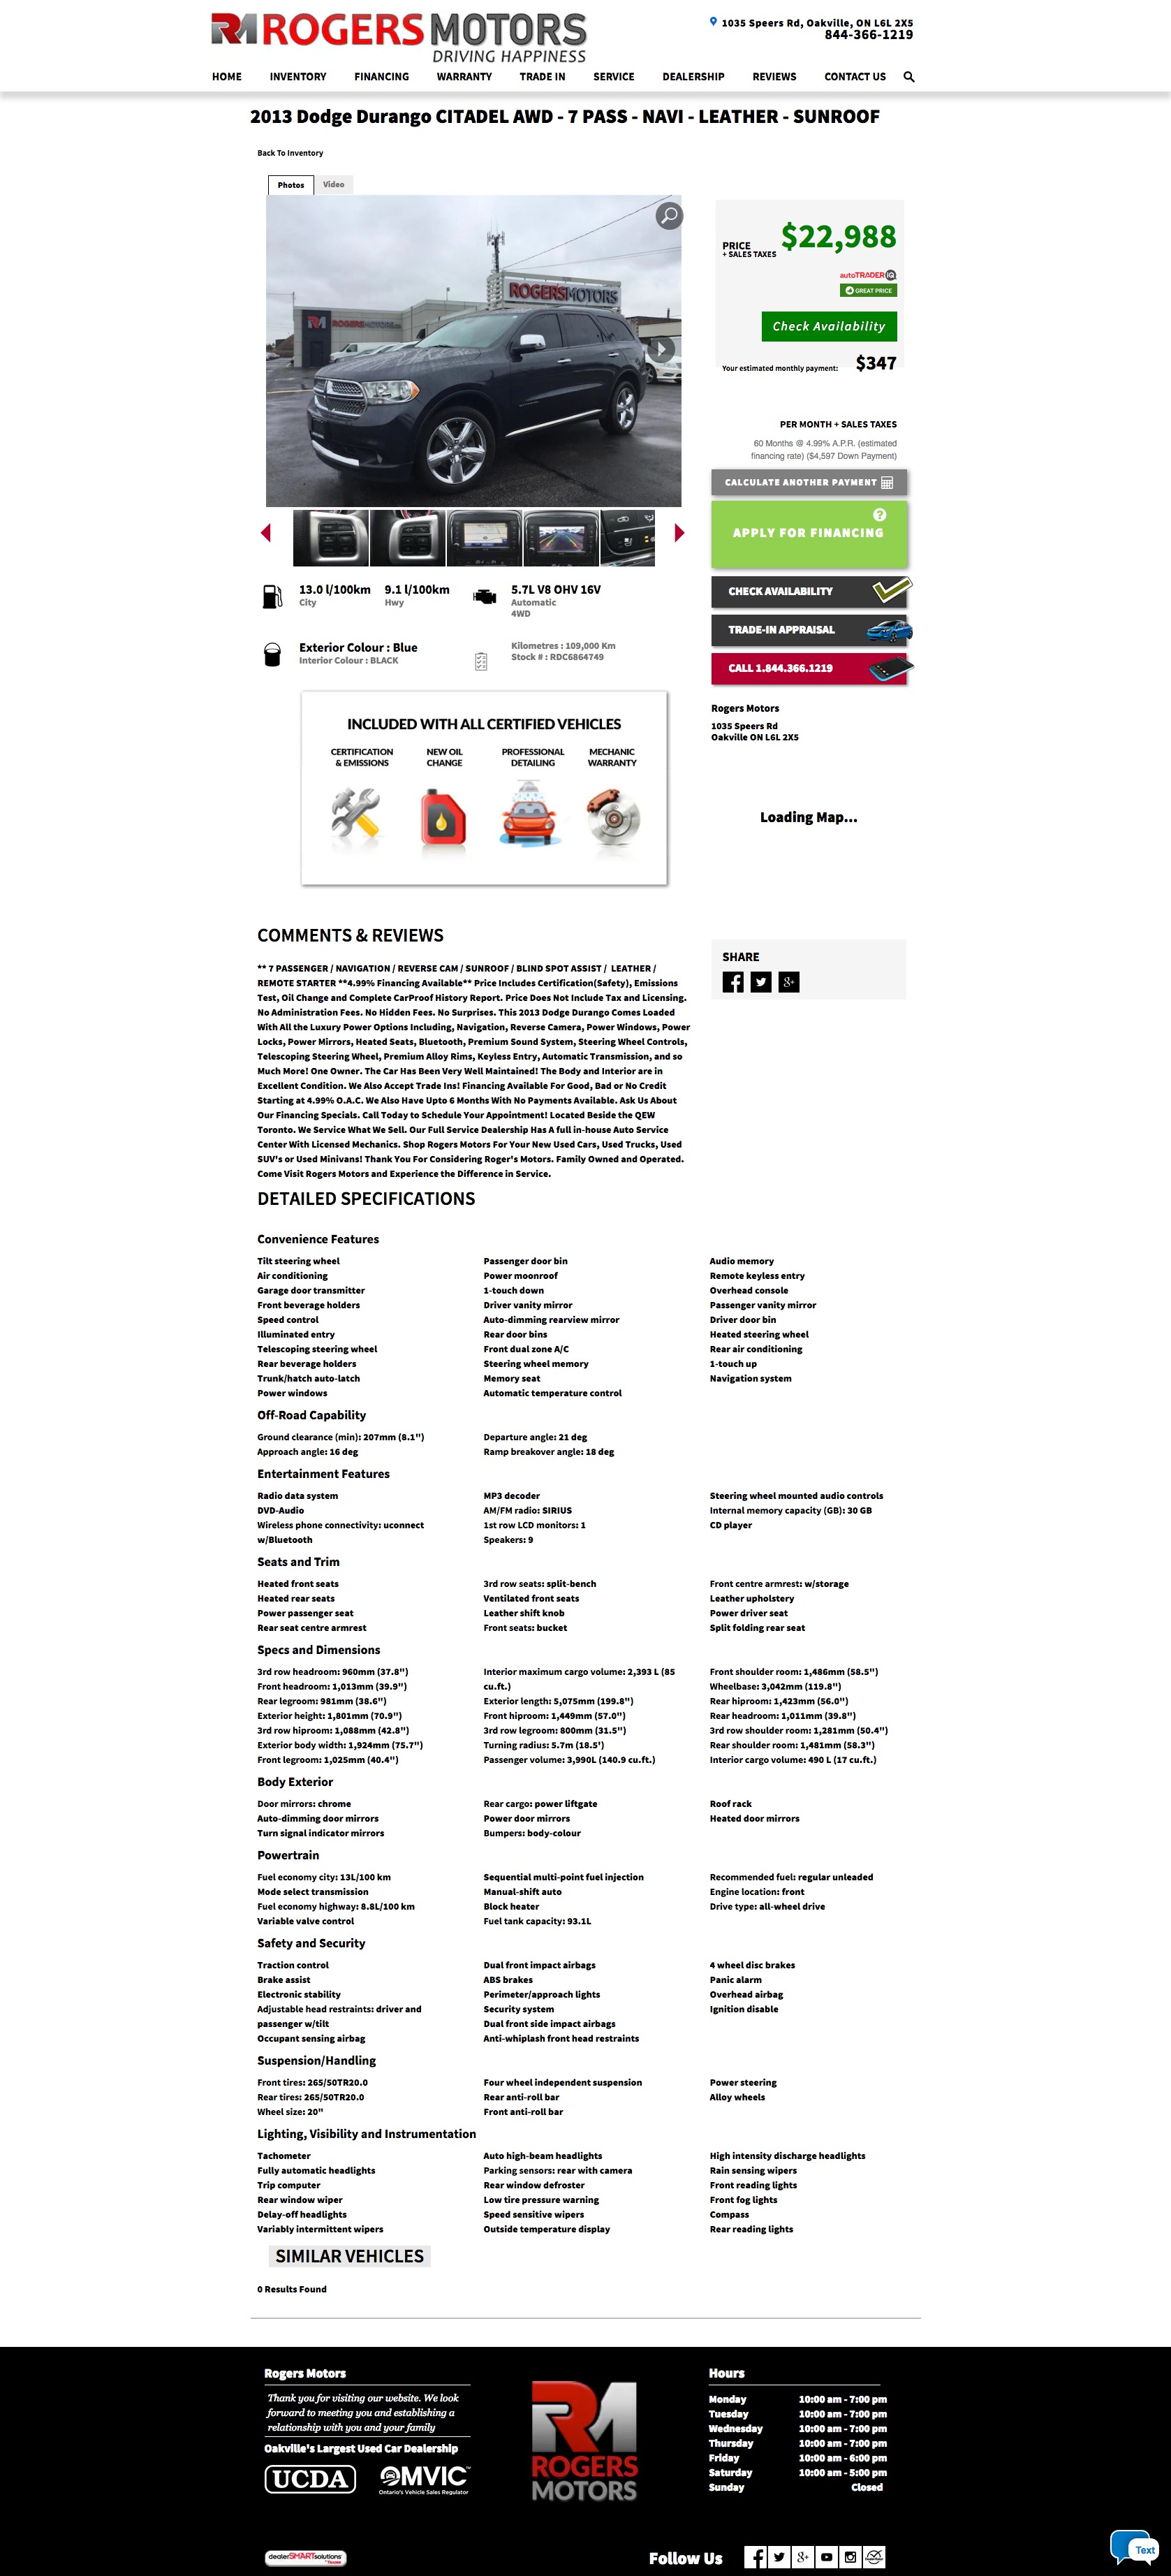 RM ROGERSMOTORS
DRIVING HAPPINESS
1035 Speers Rd, Oakville, ON L6L 2X5
844-366-1219
HOME INVENTORY FINANCING WARRANTY TRADE IN SERVICE DEALERSHIP REVIEWS CONTACT US
2013 Dodge Durango CITADEL AWD - 7 PASS - NAVI - LEATHER - SUNROOF
Back To Inventory
Photos Video
ROGERSMOTORS
ROGERSMOTORS
PRICE
+ SALES TAXES
$22,988
autoTRADER IQ
GREAT PRICE
Check Availability
Your estimated monthly payment: $347
PER MONTH + SALES TAXES
60 Months @ 4.99% A.P.R. (estimated
financing rate) ($4,597 Down Payment)
CALCULATE ANOTHER PAYMENT
?
APPLY FOR FINANCING
CHECK AVAILABILITY
TRADE-IN APPRAISAL
CALL 1.844.366.1219
Rogers Motors
1035 Speers Rd
Oakville ON L6L 2X5
Loading Map...
13.0 l/100km 9.1 l/100km
City Hwy
5.7L V8 OHV 16V
Automatic
4WD
Exterior Colour : Blue
Interior Colour : BLACK
Kilometres : 109,000 Km
Stock # : RDC6864749
INCLUDED WITH ALL CERTIFIED VEHICLES
CERTIFICATION
& EMISSIONS
NEW OIL
CHANGE
PROFESSIONAL
DETAILING
MECHANIC
WARRANTY
COMMENTS & REVIEWS
** 7 PASSENGER / NAVIGATION / REVERSE CAM / SUNROOF / BLIND SPOT ASSIST / LEATHER /
REMOTE STARTER **4.99% Financing Available** Price Includes Certification(Safety), Emissions
Test, Oil Change and Complete CarProof History Report. Price Does Not Include Tax and Licensing.
No Administration Fees. No Hidden Fees. No Surprises. This 2013 Dodge Durango Comes Loaded
With All the Luxury Power Options Including, Navigation, Reverse Camera, Power Windows, Power
Locks, Power Mirrors, Heated Seats, Bluetooth, Premium Sound System, Steering Wheel Controls,
Telescoping Steering Wheel, Premium Alloy Rims, Keyless Entry, Automatic Transmission, and so
Much More! One Owner. The Car Has Been Very Well Maintained! The Body and Interior are in
Excellent Condition. We Also Accept Trade Ins! Financing Available For Good, Bad or No Credit
Starting at 4.99% O.A.C. We Also Have Upto 6 Months With No Payments Available. Ask Us About
Our Financing Specials. Call Today to Schedule Your Appointment! Located Beside the QEW
Toronto. We Service What We Sell. Our Full Service Dealership Has A full in-house Auto Service
Center With Licensed Mechanics. Shop Rogers Motors For Your New Used Cars, Used Trucks, Used
SUV's or Used Minivans! Thank You For Considering Roger's Motors. Family Owned and Operated.
Come Visit Rogers Motors and Experience the Difference in Service.
SHARE
DETAILED SPECIFICATIONS
Convenience Features
Tilt steering wheel Passenger door bin Audio memory
Air conditioning Power moonroof Remote keyless entry
Garage door transmitter 1-touch down Overhead console
Front beverage holders Driver vanity mirror Passenger vanity mirror
Speed control Auto-dimming rearview mirror Driver door bin
Illuminated entry Rear door bins Heated steering wheel
Telescoping steering wheel Front dual zone A/C Rear air conditioning
Rear beverage holders Steering wheel memory 1-touch up
Trunk/hatch auto-latch Memory seat Navigation system
Power windows Automatic temperature control
Off-Road Capability
Ground clearance (min): 207mm (8.1") Departure angle: 21 deg
Approach angle: 16 deg Ramp breakover angle: 18 deg
Entertainment Features
Radio data system MP3 decoder Steering wheel mounted audio controls
DVD-Audio AM/FM radio: SIRIUS Internal memory capacity (GB): 30 GB
Wireless phone connectivity: uconnect 1st row LCD monitors: 1 CD player
w/Bluetooth Speakers: 9
Seats and Trim
Heated front seats 3rd row seats: split-bench Front centre armrest: w/storage
Heated rear seats Ventilated front seats Leather upholstery
Power passenger seat Leather shift knob Power driver seat
Rear seat centre armrest Front seats: bucket Split folding rear seat
Specs and Dimensions
3rd row headroom: 960mm (37.8") Interior maximum cargo volume: 2,393 L (85 Front shoulder room: 1,486mm (58.5")
Front headroom: 1,013mm (39.9") cu.ft.) Wheelbase: 3,042mm (119.8")
Rear legroom: 981mm (38.6") Exterior length: 5,075mm (199.8") Rear hiproom: 1,423mm (56.0")
Exterior height: 1,801mm (70.9") Front hiproom: 1,449mm (57.0") Rear headroom: 1,011mm (39.8")
3rd row hiproom: 1,088mm (42.8") 3rd row legroom: 800mm (31.5") 3rd row shoulder room: 1,281mm (50.4")
Exterior body width: 1,924mm (75.7") Turning radius: 5.7m (18.5') Rear shoulder room: 1,481mm (58.3")
Front legroom: 1,025mm (40.4") Passenger volume: 3,990L (140.9 cu.ft.) Interior cargo volume: 490 L (17 cu.ft.)
Body Exterior
Door mirrors: chrome Rear cargo: power liftgate Roof rack
Auto-dimming door mirrors Power door mirrors Heated door mirrors
Turn signal indicator mirrors Bumpers: body-colour
Powertrain
Fuel economy city: 13L/100 km Sequential multi-point fuel injection Recommended fuel: regular unleaded
Mode select transmission Manual-shift auto Engine location: front
Fuel economy highway: 8.8L/100 km Block heater Drive type: all-wheel drive
Variable valve control Fuel tank capacity: 93.1L
Safety and Security
Traction control Dual front impact airbags 4 wheel disc brakes
Brake assist ABS brakes Panic alarm
Electronic stability Perimeter/approach lights Overhead airbag
Adjustable head restraints: driver and Security system Ignition disable
passenger w/tilt Dual front side impact airbags
Occupant sensing airbag Anti-whiplash front head restraints
Suspension/Handling
Front tires: 265/50TR20.0 Four wheel independent suspension Power steering
Rear tires: 265/50TR20.0 Rear anti-roll bar Alloy wheels
Wheel size: 20" Front anti-roll bar
Lighting, Visibility and Instrumentation
Tachometer Auto high-beam headlights High intensity discharge headlights
Fully automatic headlights Parking sensors: rear with camera Rain sensing wipers
Trip computer Rear window defroster Front reading lights
Rear window wiper Low tire pressure warning Front fog lights
Delay-off headlights Speed sensitive wipers Compass
Variably intermittent wipers Outside temperature display Rear reading lights
SIMILAR VEHICLES
0 Results Found
Rogers Motors
Thank you for visiting our website. We look
forward to meeting you and establishing a
relationship with you and your family
Oakville's Largest Used Car Dealership
UCDA
OMVIC
Ontario's Vehicle Sales Regulator
RM
ROGERS
MOTORS
Hours
Monday 10:00 am - 7:00 pm
Tuesday 10:00 am - 7:00 pm
Wednesday 10:00 am - 7:00 pm
Thursday 10:00 am - 7:00 pm
Friday 10:00 am - 6:00 pm
Saturday 10:00 am - 5:00 pm
Sunday Closed
dealerSMARTsolutions
Follow Us
Text